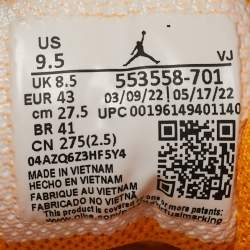 US
9.5 VJ
UK 8.5 553558-701
EUR 43 03/09/22 05/17/22
cm 27.5 UPC 00196149401140
BR 41
CN 275(2.5)
04AZQ6Z3HF5Y4
MADE IN VIETNAM
HECHO EN VIETNAM
FABRICADO NO VIETNÃ
FABRIQUÉ AU VIETNAM
virtualmarking